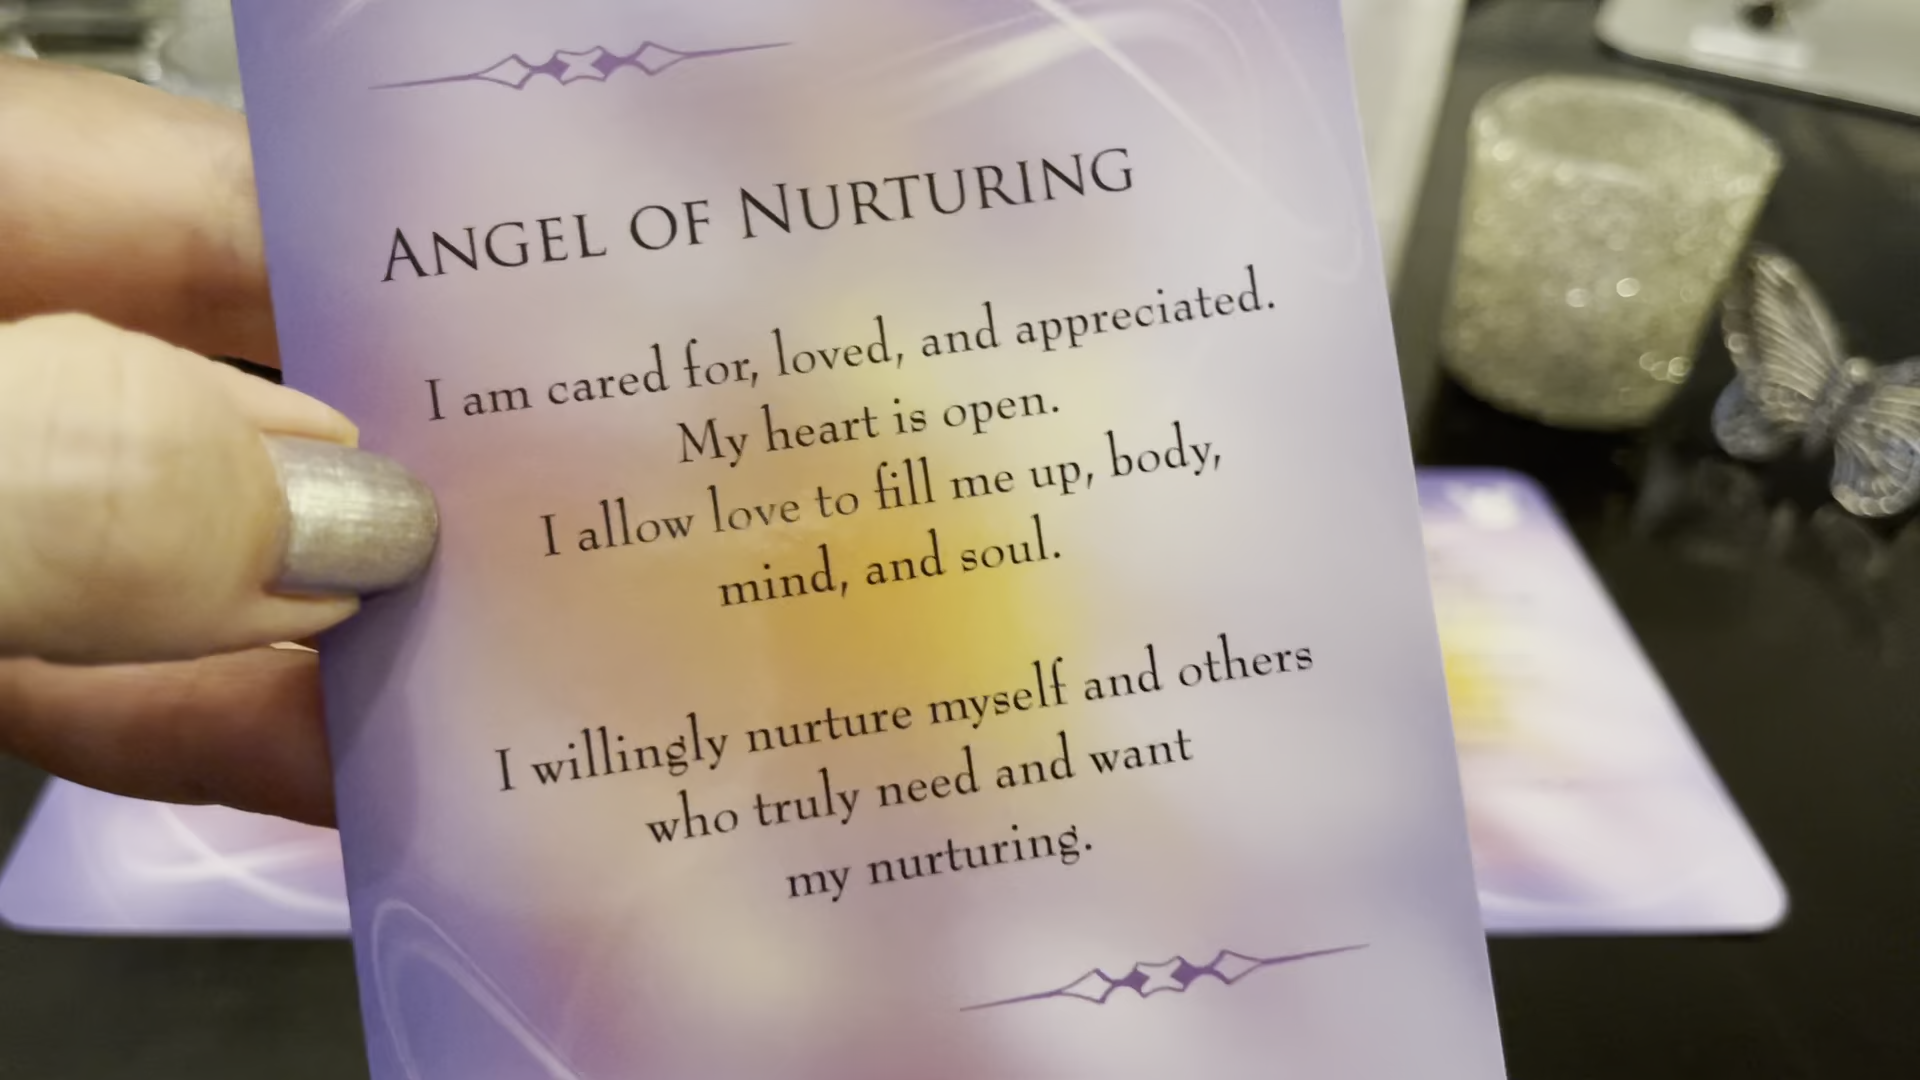 ANGEL OF NURTURING
I am cared for, loved, and appreciated.
My heart is open.
I allow love to fill me up, body,
mind, and soul.
I willingly nurture myself and others
who truly need and want
my nurturing.